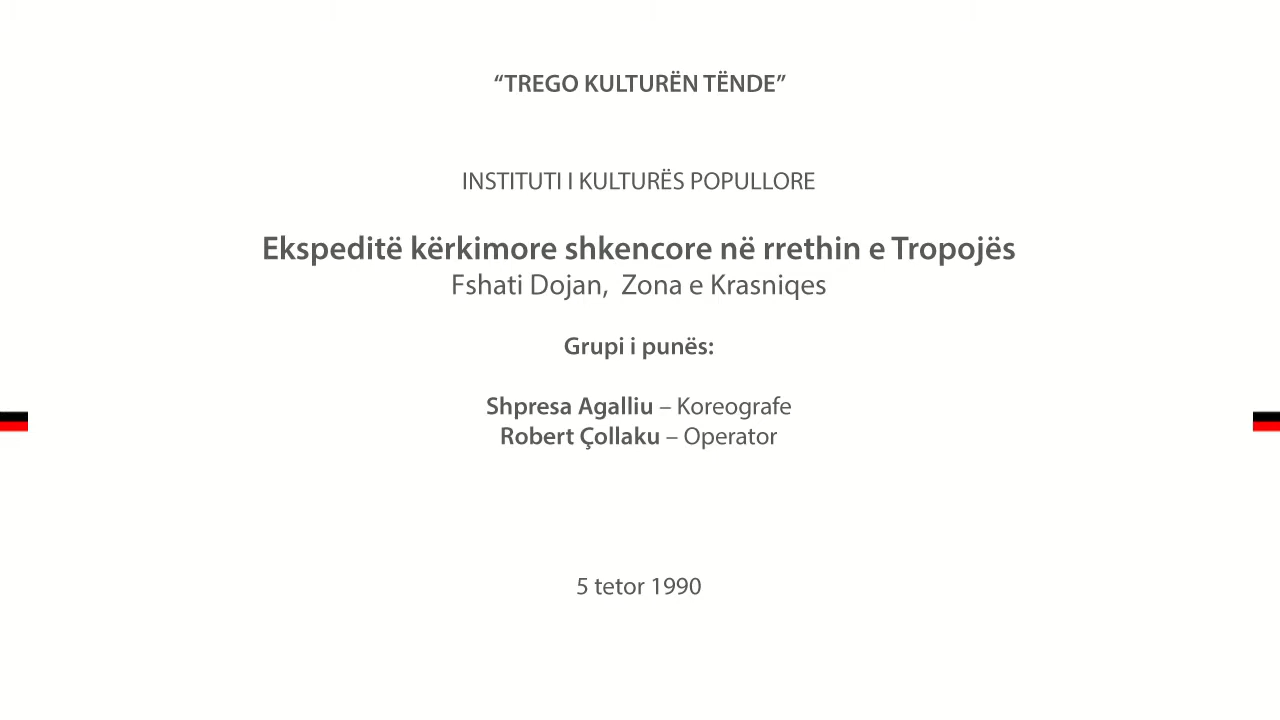 “TREGO KULTURËN TËNDE”
INSTITUTI I KULTURËS POPULLORE
Ekspeditë kërkimore shkencore në rrethin e Tropojës
Fshati Dojan,  Zona e Krasniqes
Grupi i punës:
Shpresa Agalliu – Koreografe
Robert Çollaku – Operator
5 tetor 1990